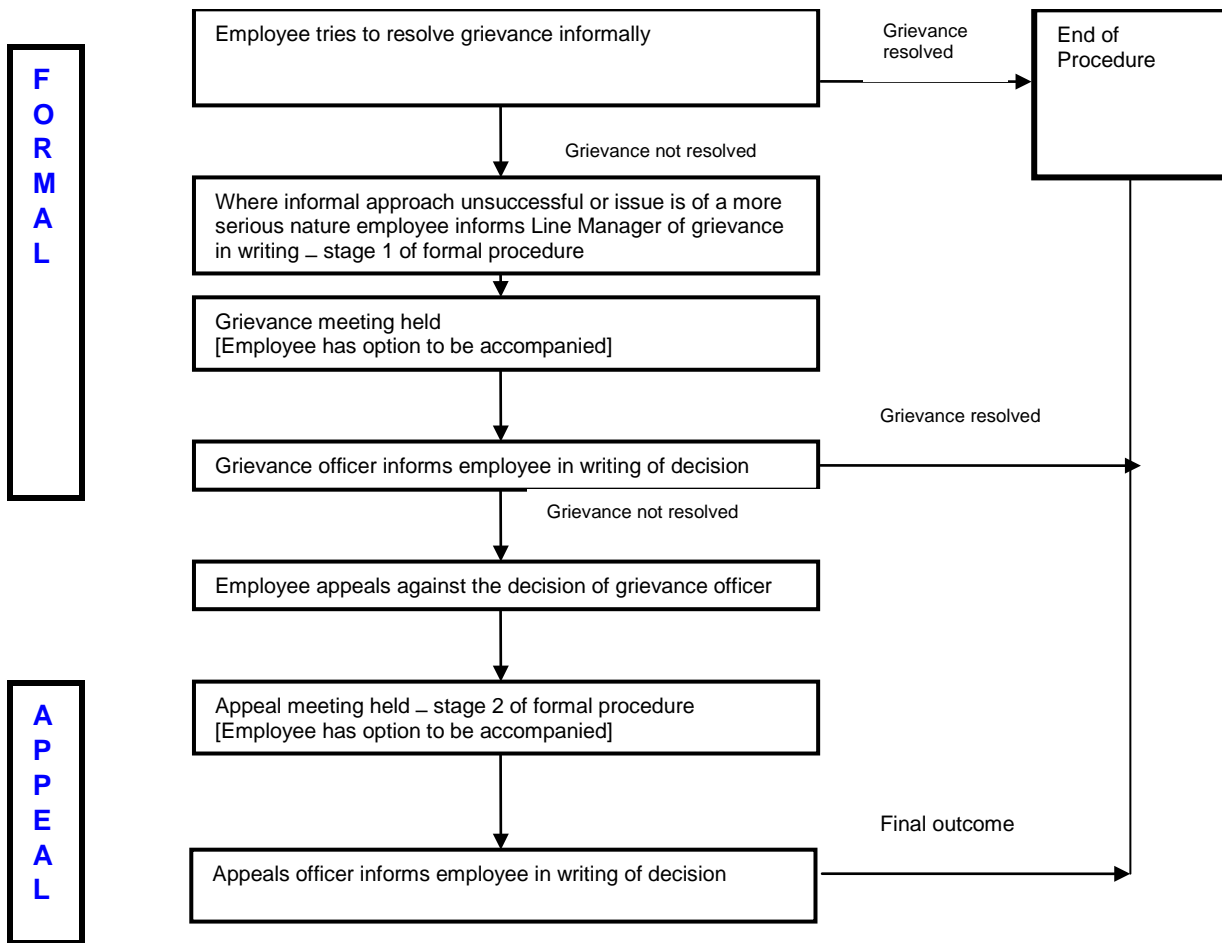 Employee tries to resolve grievance informally
Grievance
resolved
End of
Procedure
F
O
R
M
A
L
Grievance not resolved
Where informal approach unsuccessful or issue is of a more
serious nature employee informs Line Manager of grievance
in writing – stage 1 of formal procedure
Grievance meeting held
[Employee has option to be accompanied]
Grievance resolved
Grievance officer informs employee in writing of decision
Grievance not resolved
Employee appeals against the decision of grievance officer
A
P
P
E
A
L
Appeal meeting held – stage 2 of formal procedure
[Employee has option to be accompanied]
Final outcome
Appeals officer informs employee in writing of decision